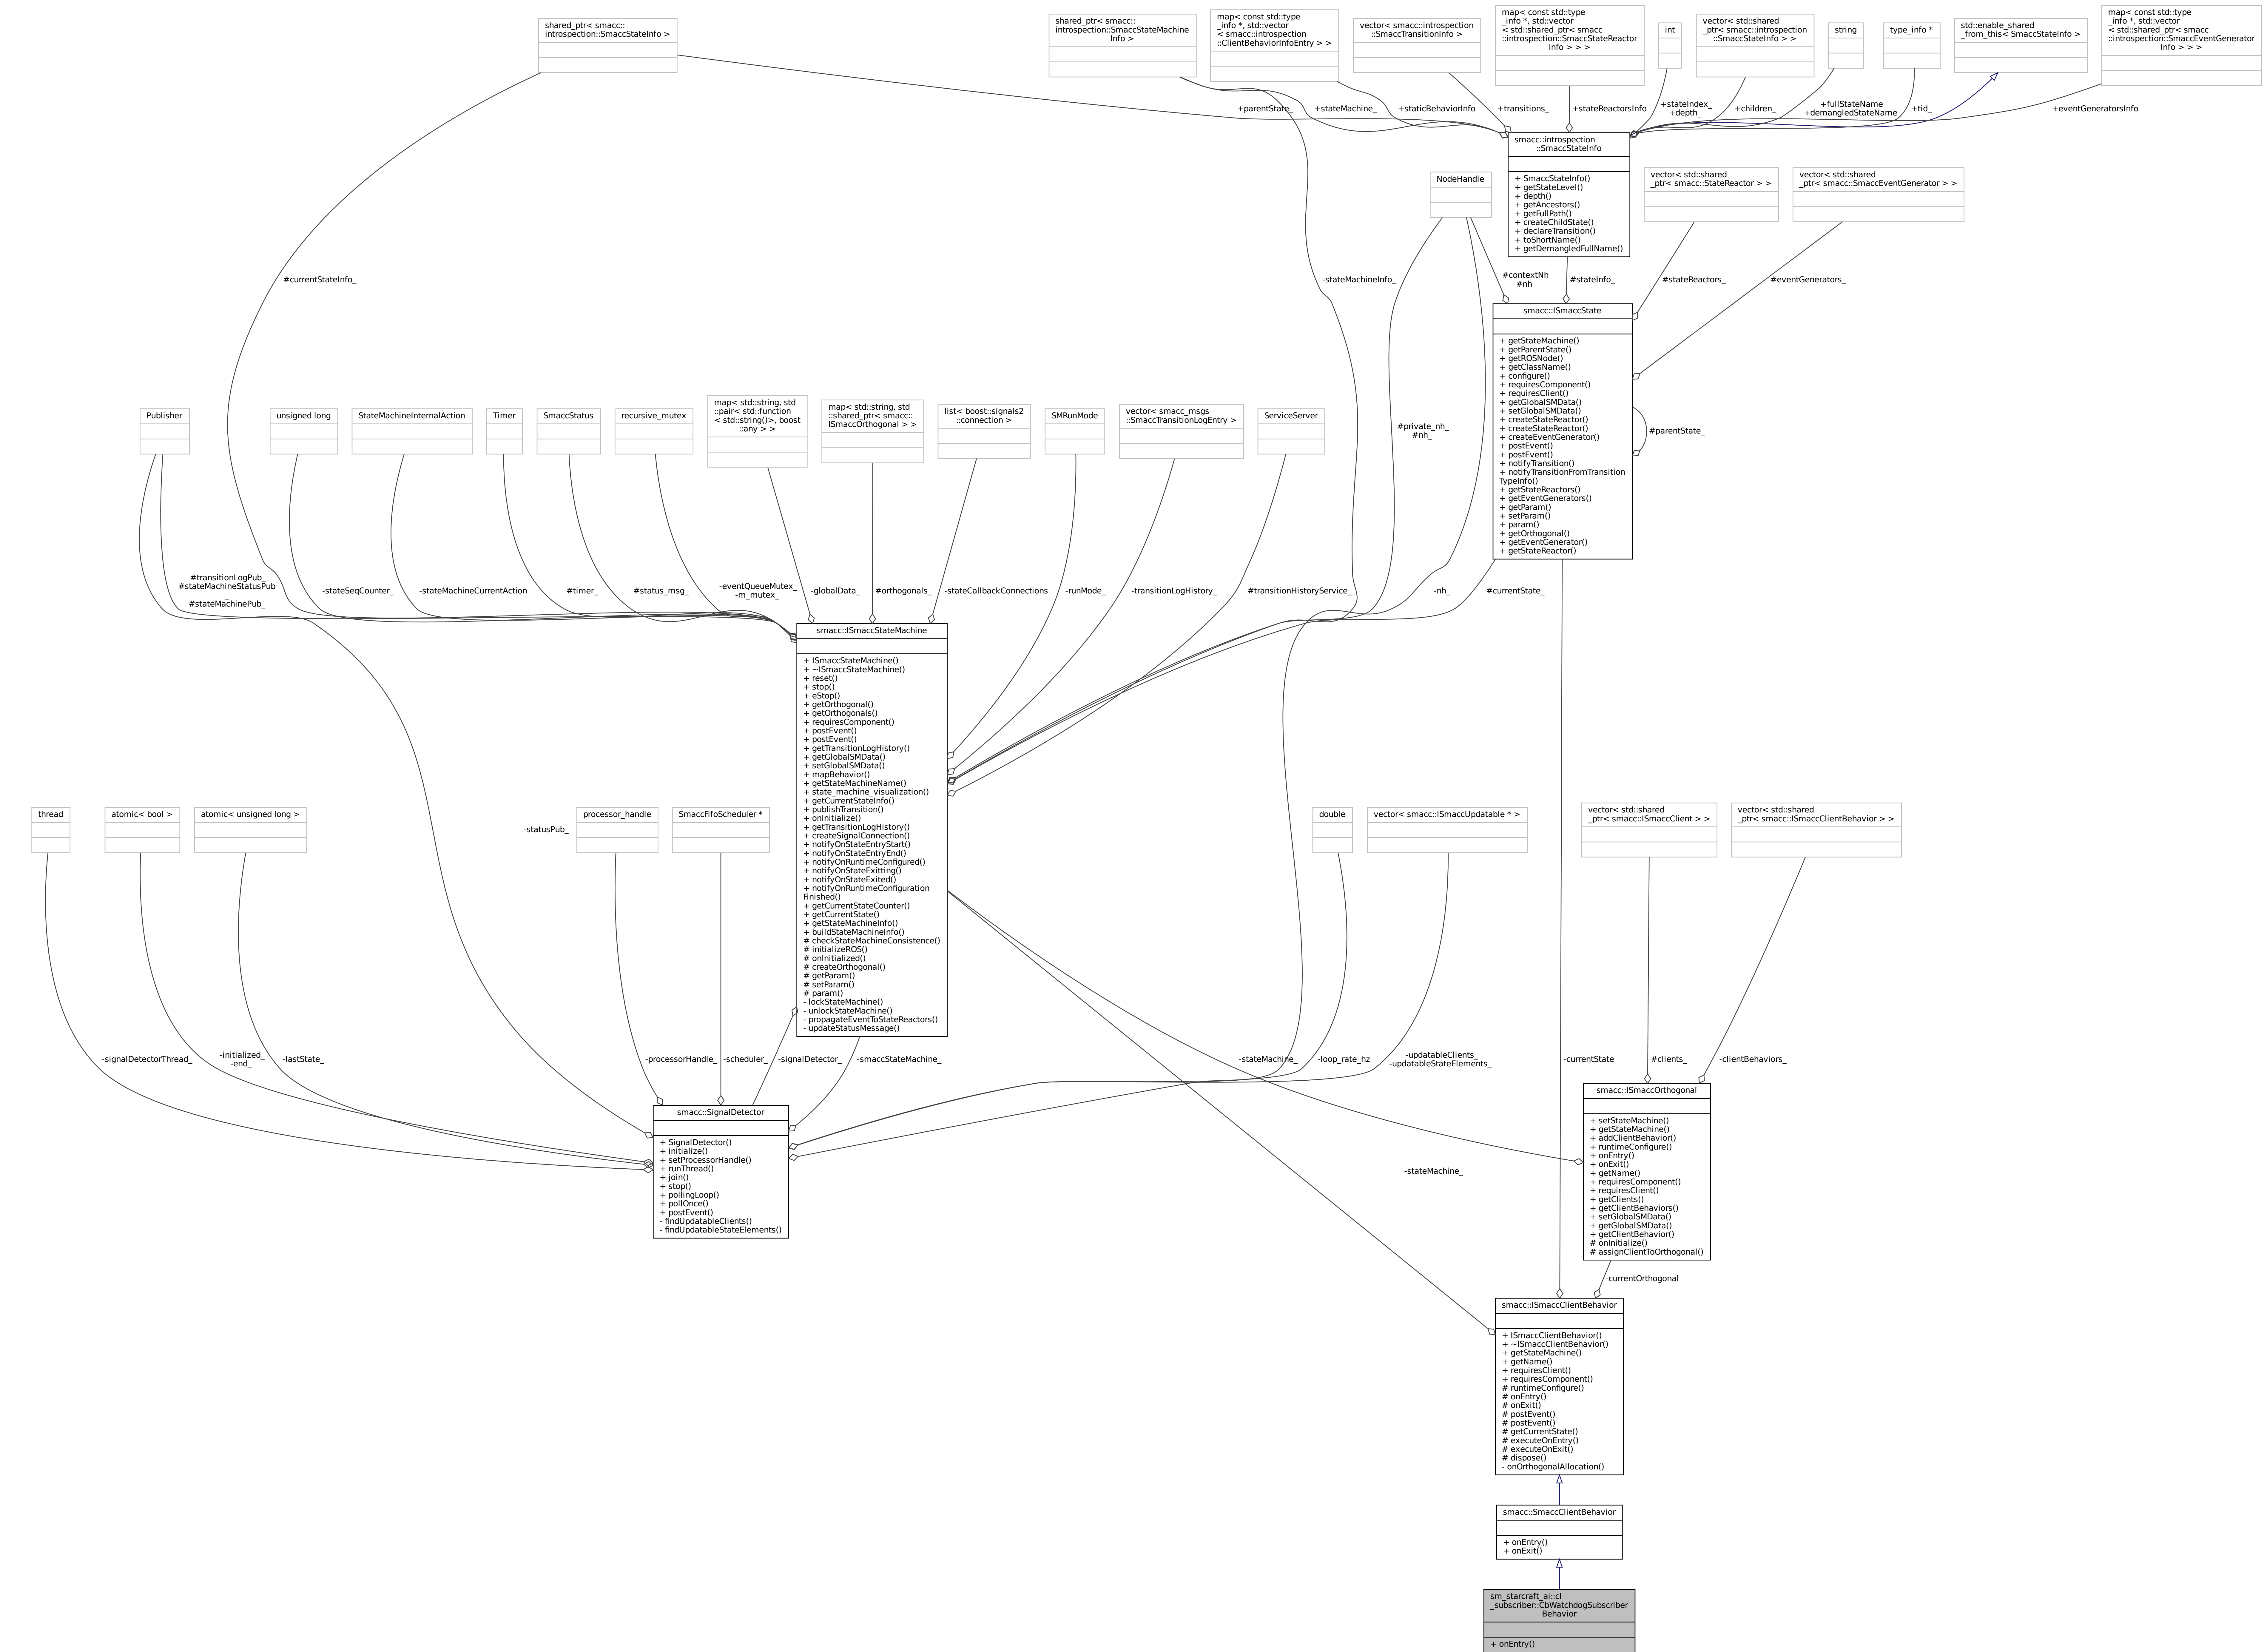 shared_ptr< smacc::
introspection::SmaccStateInfo >
shared_ptr< smacc::
introspection::SmaccStateMachine
Info >
map< const std::type
_info *, std::vector
< smacc::introspection
::ClientBehaviorInfoEntry > >
vector< smacc::introspection
::SmaccTransitionInfo >
map< const std::type
_info *, std::vector
< std::shared_ptr< smacc
::introspection::SmaccStateReactor
Info > > >
int
vector< std::shared
_ptr< smacc::introspection
::SmaccStateInfo > >
string
type_info *
std::enable_shared
_from_this< SmaccStateInfo >
map< const std::type
_info *, std::vector
< std::shared_ptr< smacc
::introspection::SmaccEventGenerator
Info > > >
+parentState_
+stateMachine_
+staticBehaviorInfo
+transitions_
+stateReactorsInfo
+stateIndex_
+depth_
+children_
+fullStateName
+demangledStateName
+tid_
+eventGeneratorsInfo
smacc::introspection
::SmaccStateInfo
+ SmaccStateInfo()
+ getStateLevel()
+ depth()
+ getAncestors()
+ getFullPath()
+ createChildState()
+ declareTransition()
+ toShortName()
+ getDemangledFullName()
NodeHandle
vector< std::shared
_ptr< smacc::StateReactor > >
vector< std::shared
_ptr< smacc::SmaccEventGenerator > >
#currentStateInfo_
-stateMachineInfo_
#contextNh
#nh
#stateInfo_
#stateReactors_
#eventGenerators_
smacc::ISmaccState
+ getStateMachine()
+ getParentState()
+ getROSNode()
+ getClassName()
+ configure()
+ requiresComponent()
+ requiresClient()
+ getGlobalSMData()
+ setGlobalSMData()
+ createStateReactor()
+ createStateReactor()
+ createEventGenerator()
+ postEvent()
+ postEvent()
+ notifyTransition()
+ notifyTransitionFromTransition
TypeInfo()
+ getStateReactors()
+ getEventGenerators()
+ getParam()
+ setParam()
+ param()
+ getOrthogonal()
+ getEventGenerator()
+ getStateReactor()
#parentState_
Publisher
unsigned long
StateMachineInternalAction
Timer
SmaccStatus
recursive_mutex
map< std::string, std
::pair< std::function
< std::string()>, boost
::any > >
map< std::string, std
::shared_ptr< smacc::
ISmaccOrthogonal > >
list< boost::signals2
::connection >
SMRunMode
vector< smacc_msgs
::SmaccTransitionLogEntry >
ServiceServer
#private_nh_
#nh_
#transitionLogPub_
#stateMachineStatusPub
_
#stateMachinePub_
-stateSeqCounter_
-stateMachineCurrentAction
#timer_
#status_msg_
-eventQueueMutex_
-m_mutex_
-globalData_
#orthogonals_
-stateCallbackConnections
-runMode_
-transitionLogHistory_
#transitionHistoryService_
-nh_
#currentState_
smacc::ISmaccStateMachine
+ ISmaccStateMachine()
+ ~ISmaccStateMachine()
+ reset()
+ stop()
+ eStop()
+ getOrthogonal()
+ getOrthogonals()
+ requiresComponent()
+ postEvent()
+ postEvent()
+ getTransitionLogHistory()
+ getGlobalSMData()
+ setGlobalSMData()
+ mapBehavior()
+ getStateMachineName()
+ state_machine_visualization()
+ getCurrentStateInfo()
+ publishTransition()
+ onInitialize()
+ getTransitionLogHistory()
+ createSignalConnection()
+ notifyOnStateEntryStart()
+ notifyOnStateEntryEnd()
+ notifyOnRuntimeConfigured()
+ notifyOnStateExitting()
+ notifyOnStateExited()
+ notifyOnRuntimeConfiguration
Finished()
+ getCurrentStateCounter()
+ getCurrentState()
+ getStateMachineInfo()
+ buildStateMachineInfo()
# checkStateMachineConsistence()
# initializeROS()
# onInitialized()
# createOrthogonal()
# getParam()
# setParam()
# param()
- lockStateMachine()
- unlockStateMachine()
- propagateEventToStateReactors()
- updateStatusMessage()
thread
atomic< bool >
atomic< unsigned long >
-statusPub_
processor_handle
SmaccFifoScheduler *
double
vector< smacc::ISmaccUpdatable * >
vector< std::shared
_ptr< smacc::ISmaccClient > >
vector< std::shared
_ptr< smacc::ISmaccClientBehavior > >
-signalDetectorThread_
-initialized_
-end_
-lastState_
-processorHandle_
-scheduler_
-signalDetector_
-smaccStateMachine_
-stateMachine_
-loop_rate_hz
-updatableClients_
-updatableStateElements_
-currentState
#clients_
-clientBehaviors_
smacc::SignalDetector
+ SignalDetector()
+ initialize()
+ setProcessorHandle()
+ runThread()
+ join()
+ stop()
+ pollingLoop()
+ pollOnce()
+ postEvent()
- findUpdatableClients()
- findUpdatableStateElements()
smacc::ISmaccOrthogonal
+ setStateMachine()
+ getStateMachine()
+ addClientBehavior()
+ runtimeConfigure()
+ onEntry()
+ onExit()
+ getName()
+ requiresComponent()
+ requiresClient()
+ getClients()
+ getClientBehaviors()
+ setGlobalSMData()
+ getGlobalSMData()
+ getClientBehavior()
# onInitialize()
# assignClientToOrthogonal()
-stateMachine_
-currentOrthogonal
smacc::ISmaccClientBehavior
+ ISmaccClientBehavior()
+ ~ISmaccClientBehavior()
+ getStateMachine()
+ getName()
+ requiresClient()
+ requiresComponent()
# runtimeConfigure()
# onEntry()
# onExit()
# postEvent()
# postEvent()
# getCurrentState()
# executeOnEntry()
# executeOnExit()
# dispose()
- onOrthogonalAllocation()
smacc::SmaccClientBehavior
+ onEntry()
+ onExit()
sm_starcraft_ai::cl
_subscriber::CbWatchdogSubscriber
Behavior
+ onEntry()